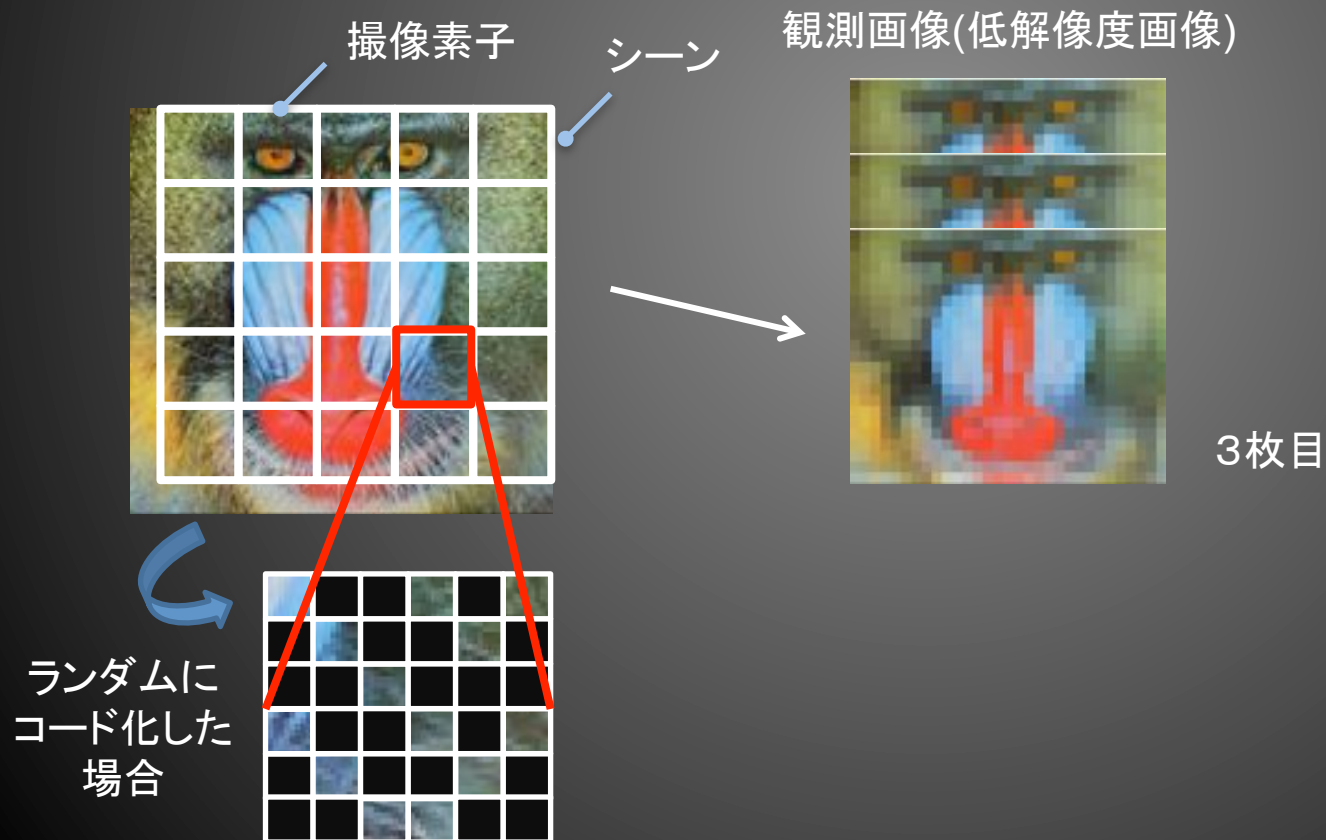 撮像素子
シーン
観測画像(低解像度画像)
３枚目
ランダムに
コード化した
場合